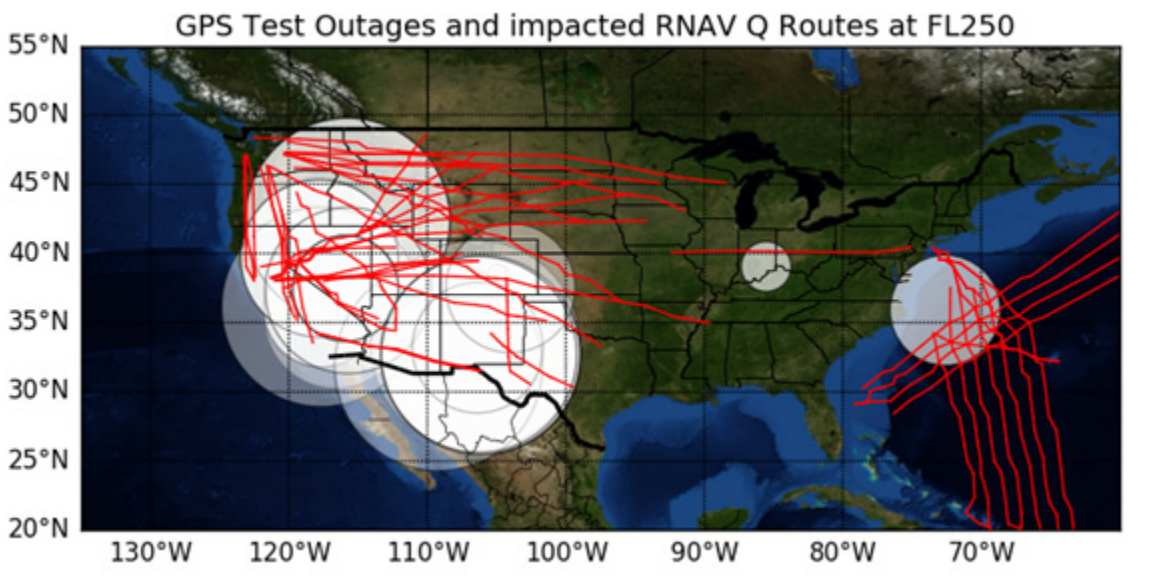 GPS Test Outages and impacted RNAV Q Routes at FL250
55°N
50°N
45°N
40°N
35°N
30°N
25°N
20°N
130°W 120°W 110°W 100°W 90°W 80°W 70°W